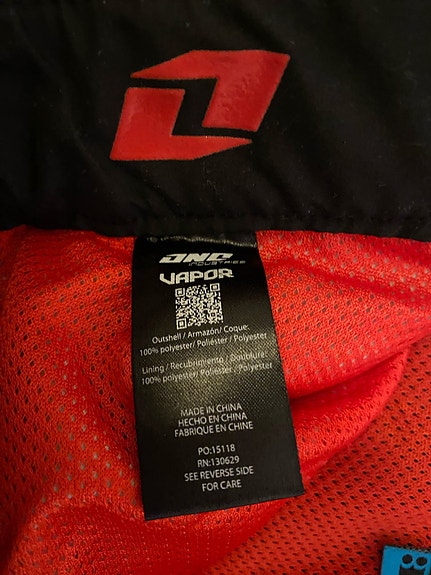 ONE
INDUSTRIES
VAPOR
Outshell / Armazón/ Coque:
100% polyester/ Poliéster / Polyester
Lining / Recubrimiento / Doublure:
100% polyester/ Poliéster / Polyester
MADE IN CHINA
HECHO EN CHINA
FABRIQUE EN CHINE
PO:15118
RN:130629
SEE REVERSE SIDE
FOR CARE